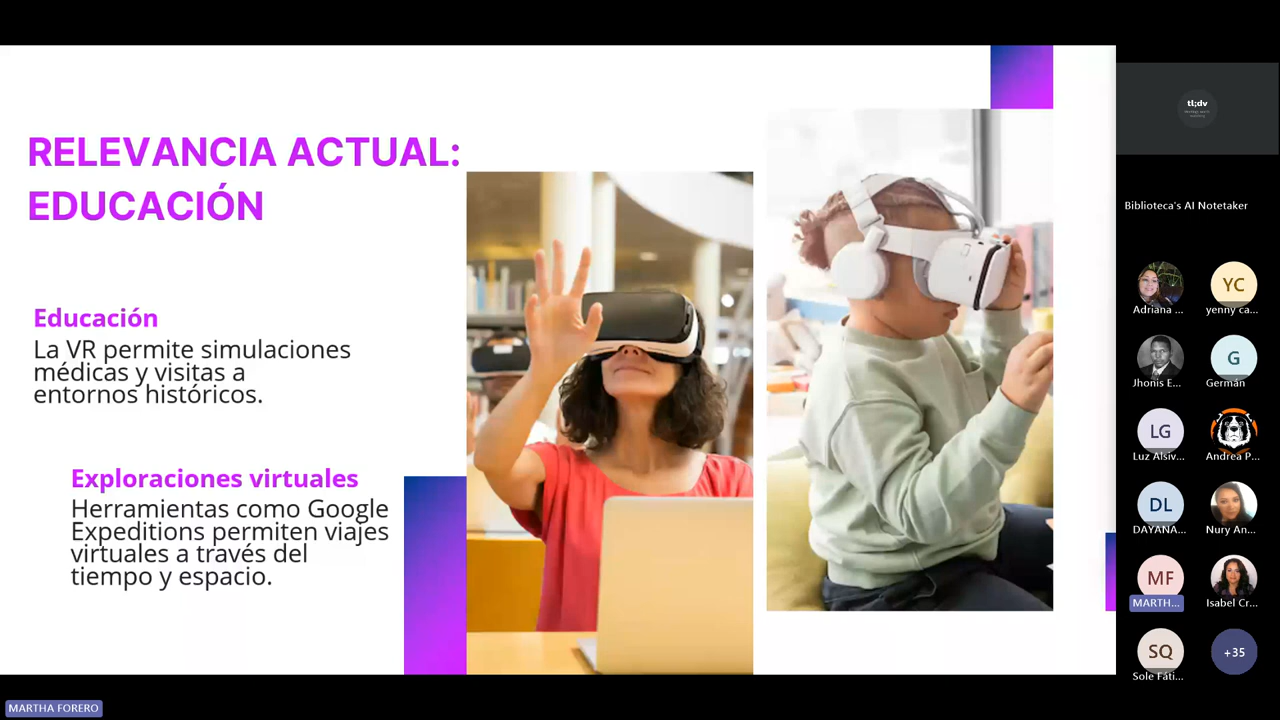 RELEVANCIA ACTUAL:
EDUCACIÓN
Educación
La VR permite simulaciones
médicas y visitas a
entornos históricos.
Exploraciones virtuales
Herramientas como Google
Expeditions permiten viajes
virtuales a través del
tiempo y espacio.
tl;dv
Biblioteca's AI Notetaker
Adriana ...
YC
yenny ca...
Jhonis E...
G
Germán
LG
Luz Alsiv...
Andrea P...
DL
DAYANA...
Nury An...
MF
MARTH...
Isabel Cr...
SQ
Sole Fáti...
+35
MARTHA FORERO